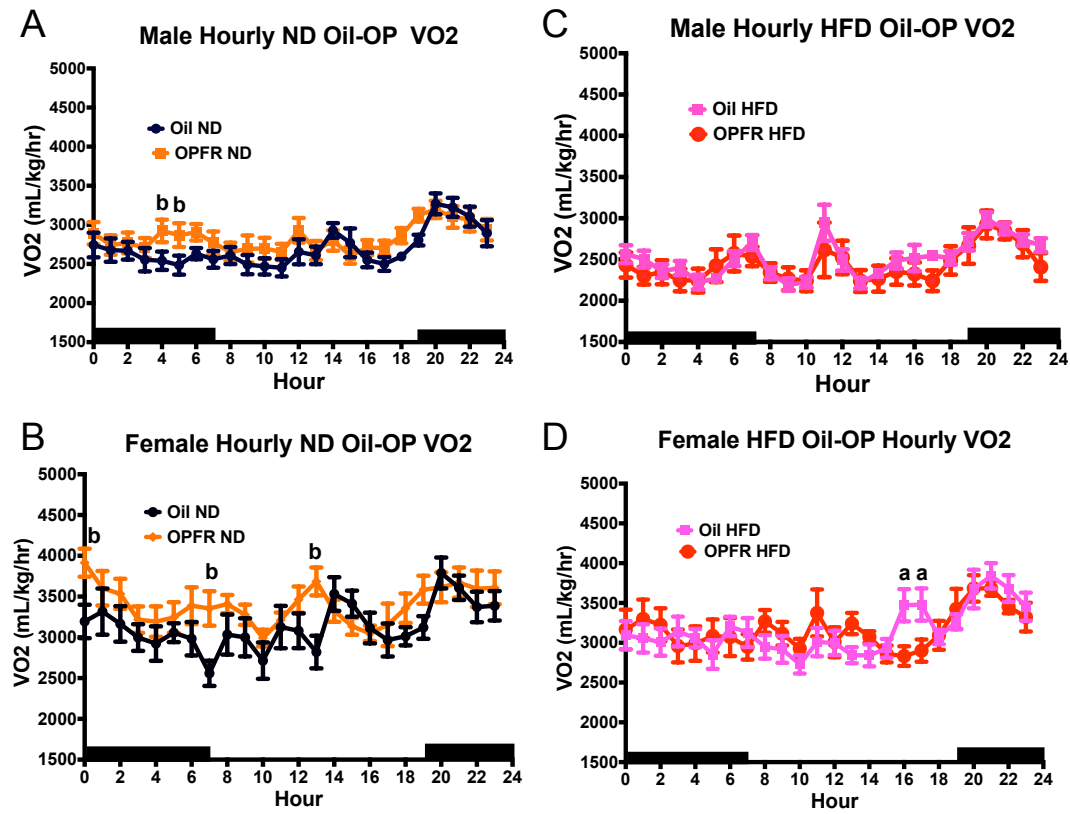 A
Male Hourly ND Oil-OP VO2
VO2 (mL/kg/hr)
5000
4500
4000
3500
3000
2500
2000
1500
Oil ND
OPFR ND
b b
0 2 4 6 8 10 12 14 16 18 20 22 24
Hour
C
Male Hourly HFD Oil-OP VO2
VO2 (mL/kg/hr)
5000
4500
4000
3500
3000
2500
2000
1500
Oil HFD
OPFR HFD
0 2 4 6 8 10 12 14 16 18 20 22 24
Hour
B
Female Hourly ND Oil-OP VO2
VO2 (mL/kg/hr)
5000
4500
4000
3500
3000
2500
2000
1500
Oil ND
OPFR ND
b b b
0 2 4 6 8 10 12 14 16 18 20 22 24
Hour
D
Female HFD Oil-OP Hourly VO2
VO2 (mL/kg/hr)
5000
4500
4000
3500
3000
2500
2000
1500
Oil HFD
OPFR HFD
a a
0 2 4 6 8 10 12 14 16 18 20 22 24
Hour